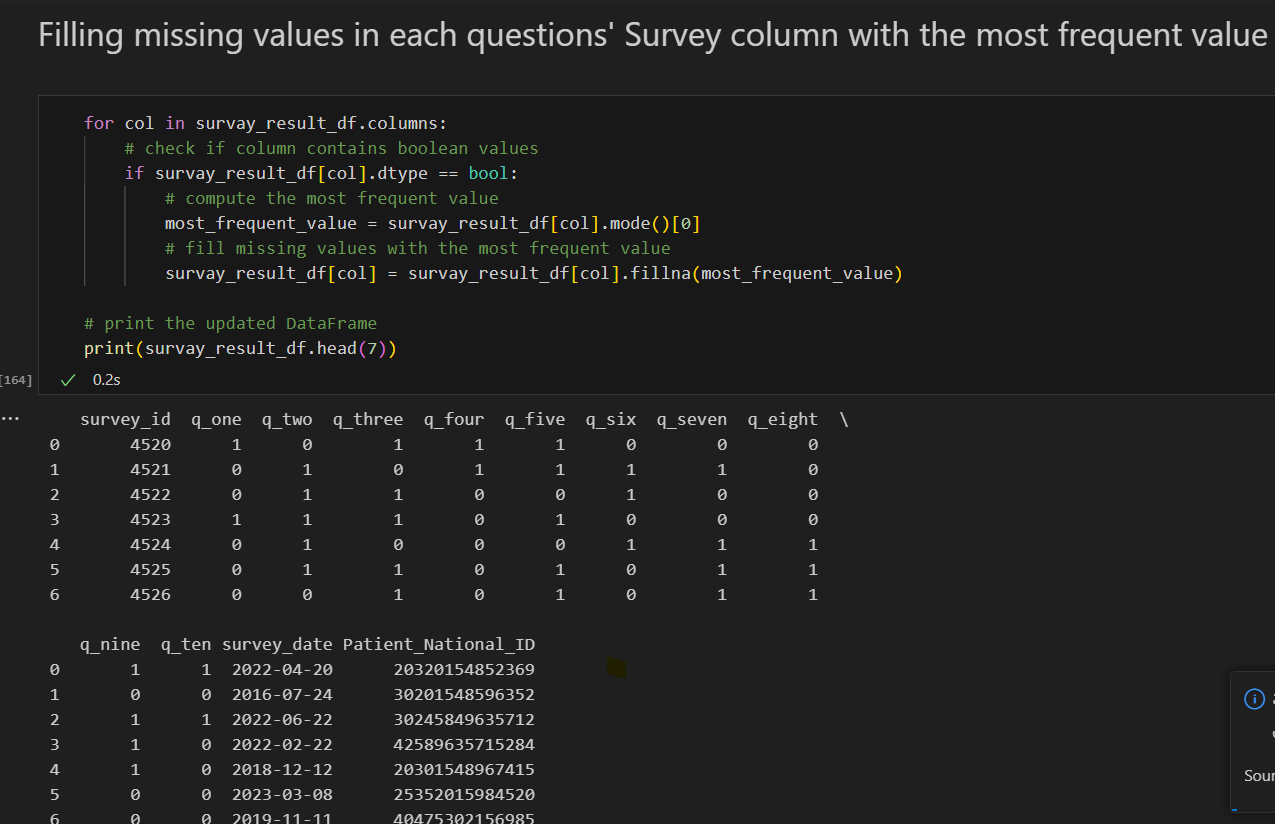 Filling missing values in each questions' Survey column with the most frequent value
for col in survay_result_df.columns:
# check if column contains boolean values
if survay_result_df[col].dtype == bool:
# compute the most frequent value
most_frequent_value = survay_result_df[col].mode()[0]
# fill missing values with the most frequent value
survay_result_df[col] = survay_result_df[col].fillna(most_frequent_value)
# print the updated DataFrame
print(survay_result_df.head(7))
[164] ✓ 0.2s
... survey_id q_one q_two q_three q_four q_five q_six q_seven q_eight \
0 4520 1 0 1 1 1 0 0 0
1 4521 0 1 0 1 1 1 1 0
2 4522 0 1 1 0 0 1 0 0
3 4523 1 1 1 0 1 0 0 0
4 4524 0 1 0 0 0 1 1 1
5 4525 0 1 1 0 1 0 1 1
6 4526 0 0 1 0 1 0 1 1
q_nine q_ten survey_date Patient_National_ID
0 1 1 2022-04-20 20320154852369
1 0 0 2016-07-24 30201548596352
2 1 1 2022-06-22 30245849635712
3 1 0 2022-02-22 42589635715284
4 1 0 2018-12-12 20301548967415
5 0 0 2023-03-08 25352015984520
6 0 0 2019-11-11 40475302156985
Sour